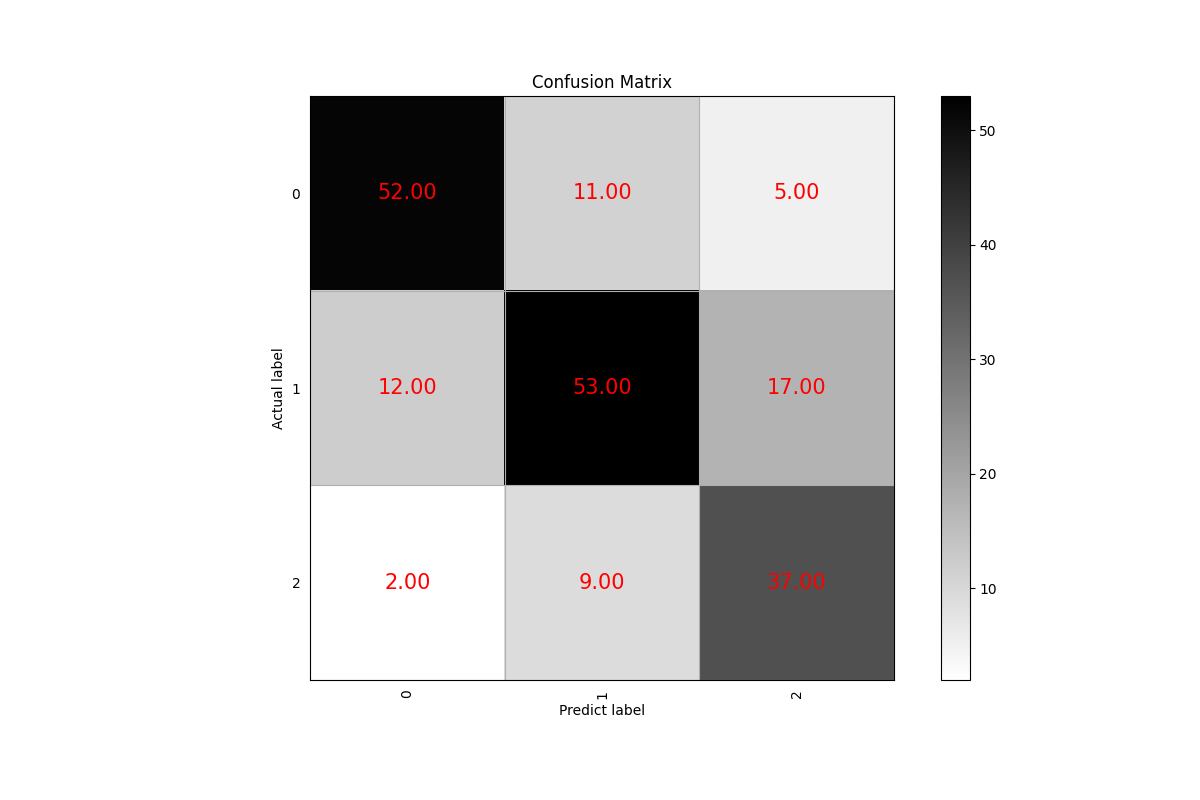 Confusion Matrix
0 52.00 11.00 5.00
1 12.00 53.00 17.00
2 2.00 9.00 37.00
0 1 2
Actual label
Predict label
50
40
30
20
10